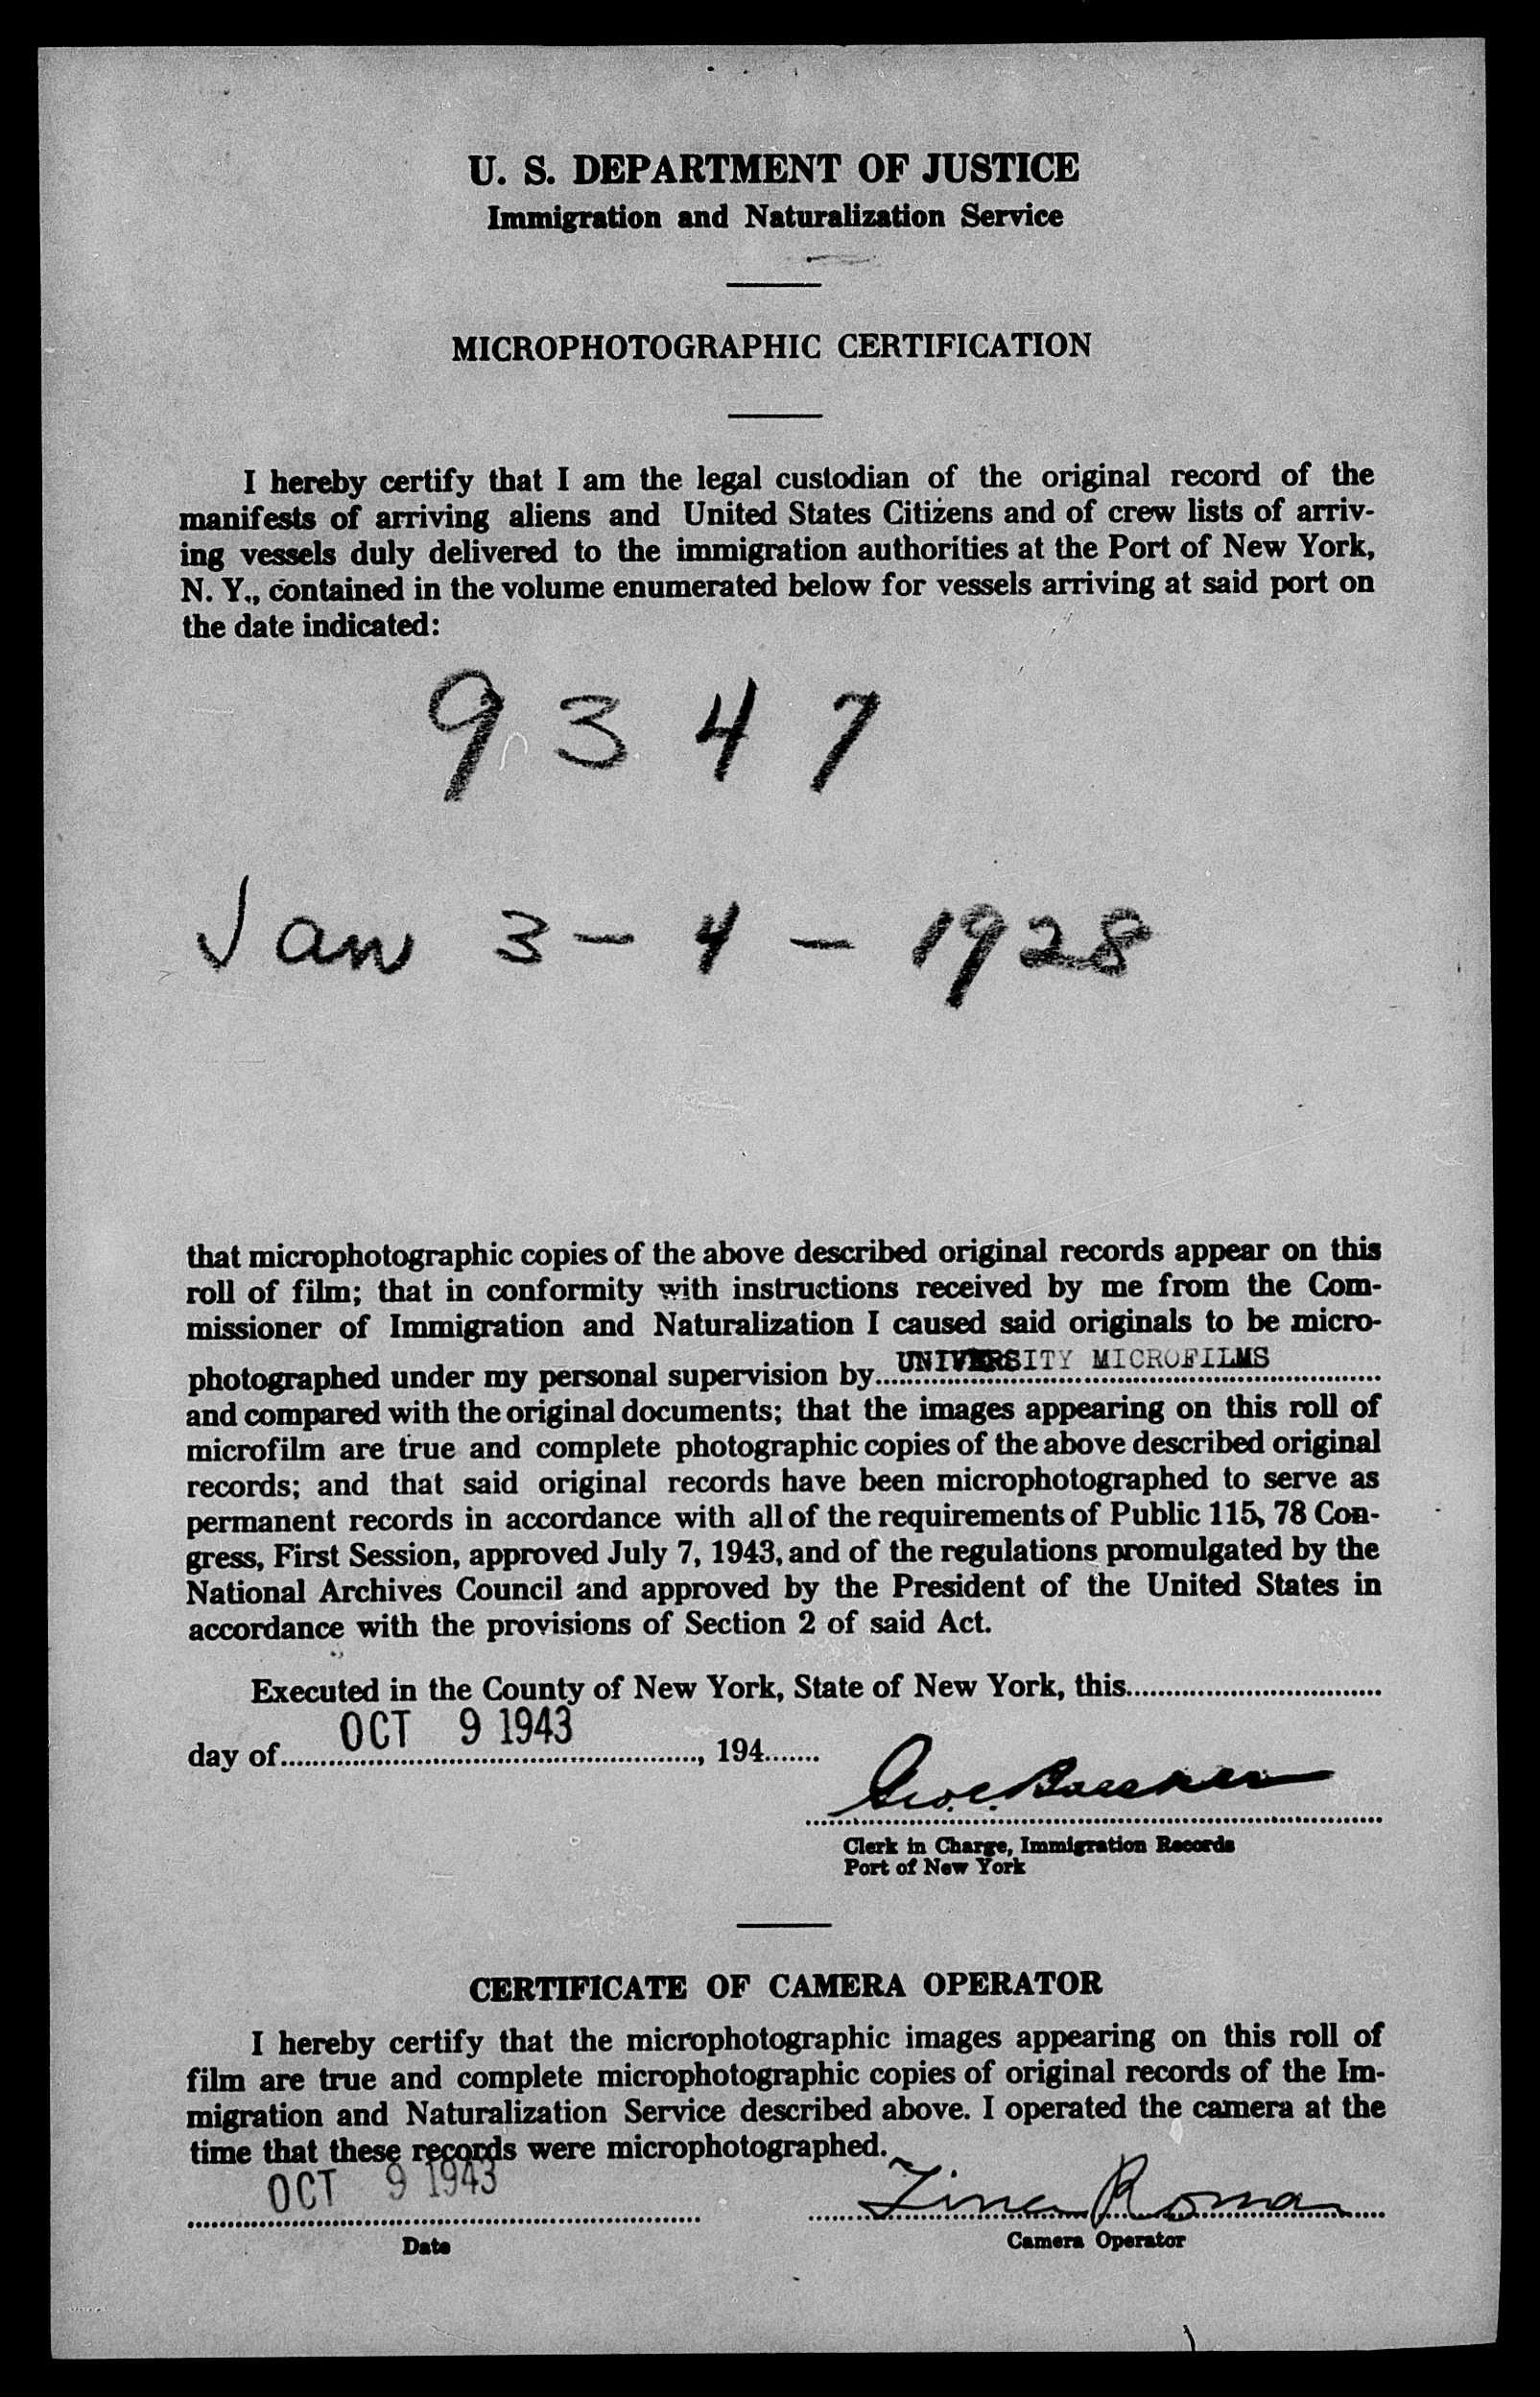 U. S. DEPARTMENT OF JUSTICE
Immigration and Naturalization Service
MICROPHOTOGRAPHIC CERTIFICATION
I hereby certify that I am the legal custodian of the original record of the
manifests of arriving aliens and United States Citizens and of crew lists of arriv-
ing vessels duly delivered to the immigration authorities at the Port of New York,
N. Y., contained in the volume enumerated below for vessels arriving at said port on
the date indicated:
9347
Jan 3-4-1928
that microphotographic copies of the above described original records appear on this
roll of film; that in conformity with instructions received by me from the Com-
missioner of Immigration and Naturalization I caused said originals to be micro-
photographed under my personal supervision by UNIVERSITY MICROFILMS
and compared with the original documents; that the images appearing on this roll of
microfilm are true and complete photographic copies of the above described original
records; and that said original records have been microphotographed to serve as
permanent records in accordance with all of the requirements of Public 115, 78 Con-
gress, First Session, approved July 7, 1943, and of the regulations promulgated by the
National Archives Council and approved by the President of the United States in
accordance with the provisions of Section 2 of said Act.
Executed in the County of New York, State of New York, this
day of OCT 9 1943, 194
Geo. C.
Clerk in Charge, Immigration Records
Port of New York
CERTIFICATE OF CAMERA OPERATOR
I hereby certify that the microphotographic images appearing on this roll of
film are true and complete microphotographic copies of original records of the Im-
migration and Naturalization Service described above. I operated the camera at the
time that these records were microphotographed.
OCT 9 1943
Roman
Date
Camera Operator